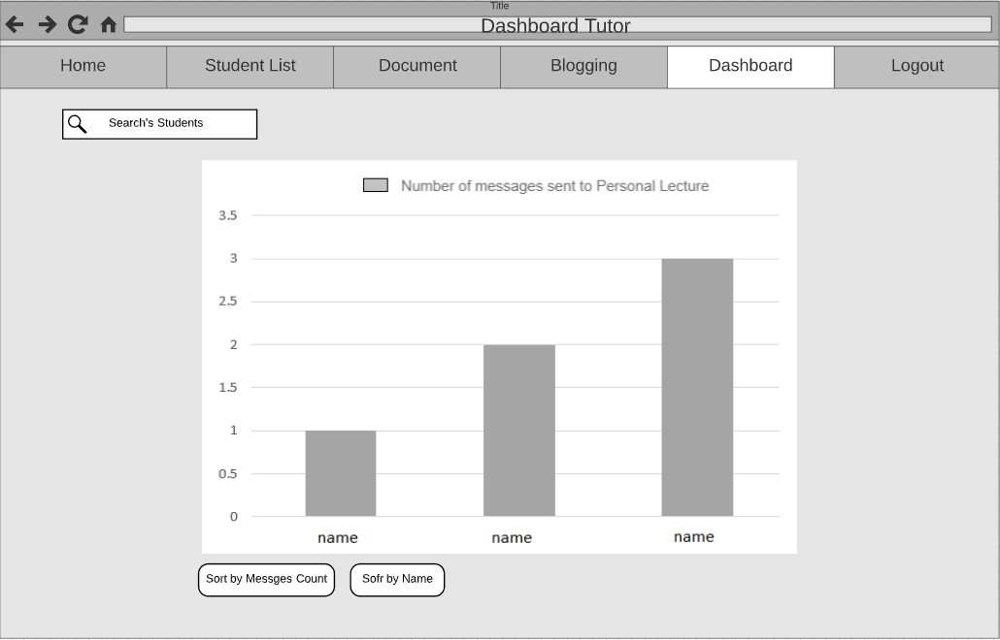 Title
Dashboard Tutor
Home
Student List
Document
Blogging
Dashboard
Logout
Search's Students
Number of messages sent to Personal Lecture
3.5
3
2.5
2
1.5
1
0.5
0
name name name
Sort by Messges Count
Sofr by Name